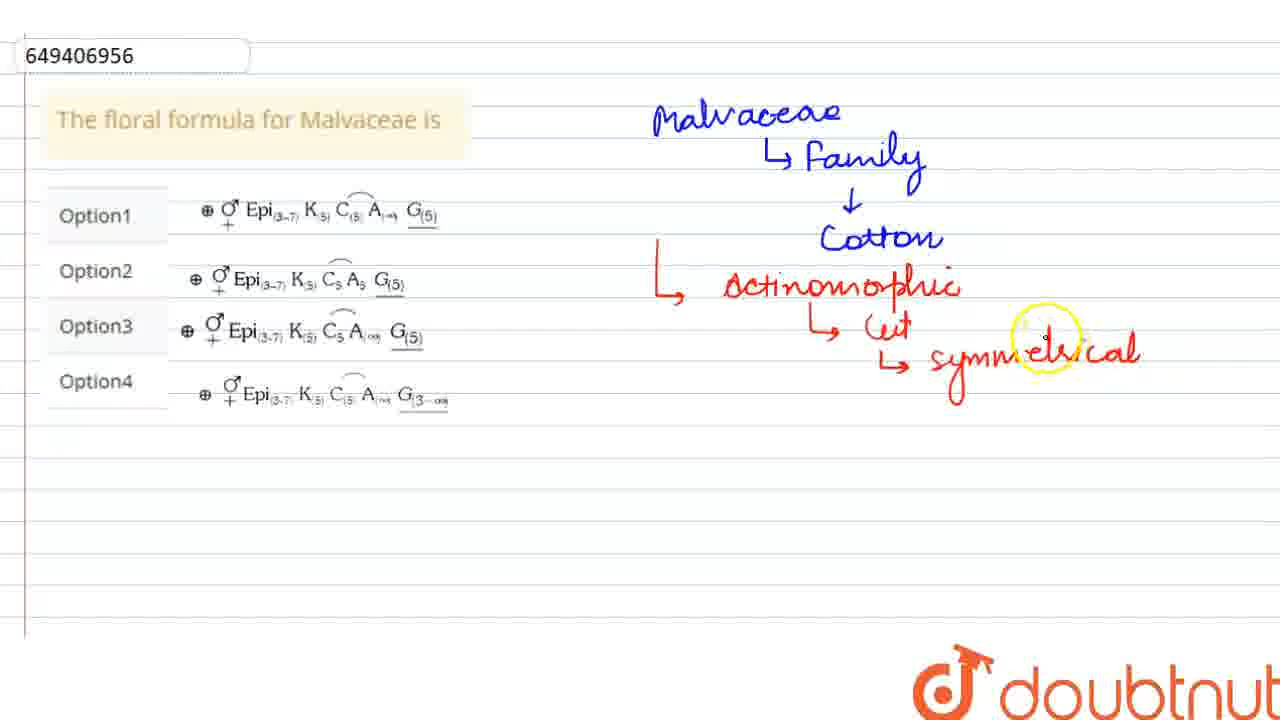 649406956
The floral formula for Malvaceae is
Option1 ⊕ ⚥ Epi(3–7) K(5) C(5) A(∞) G(5)
Option2 ⊕ ⚥ Epi(3–7) K(5) C5 A5 G(5)
Option3 ⊕ ⚥ Epi(3-7) K(5) C5 A(∞) G(5)
Option4 ⊕ ⚥ Epi(3-7) K(5) C(5) A(∞) G(3–∞)
Malvaceae
↳ Family
↓
Cotton
↳ Actinomorphic
↳ Cut
↳ symmetrical
doubtnut